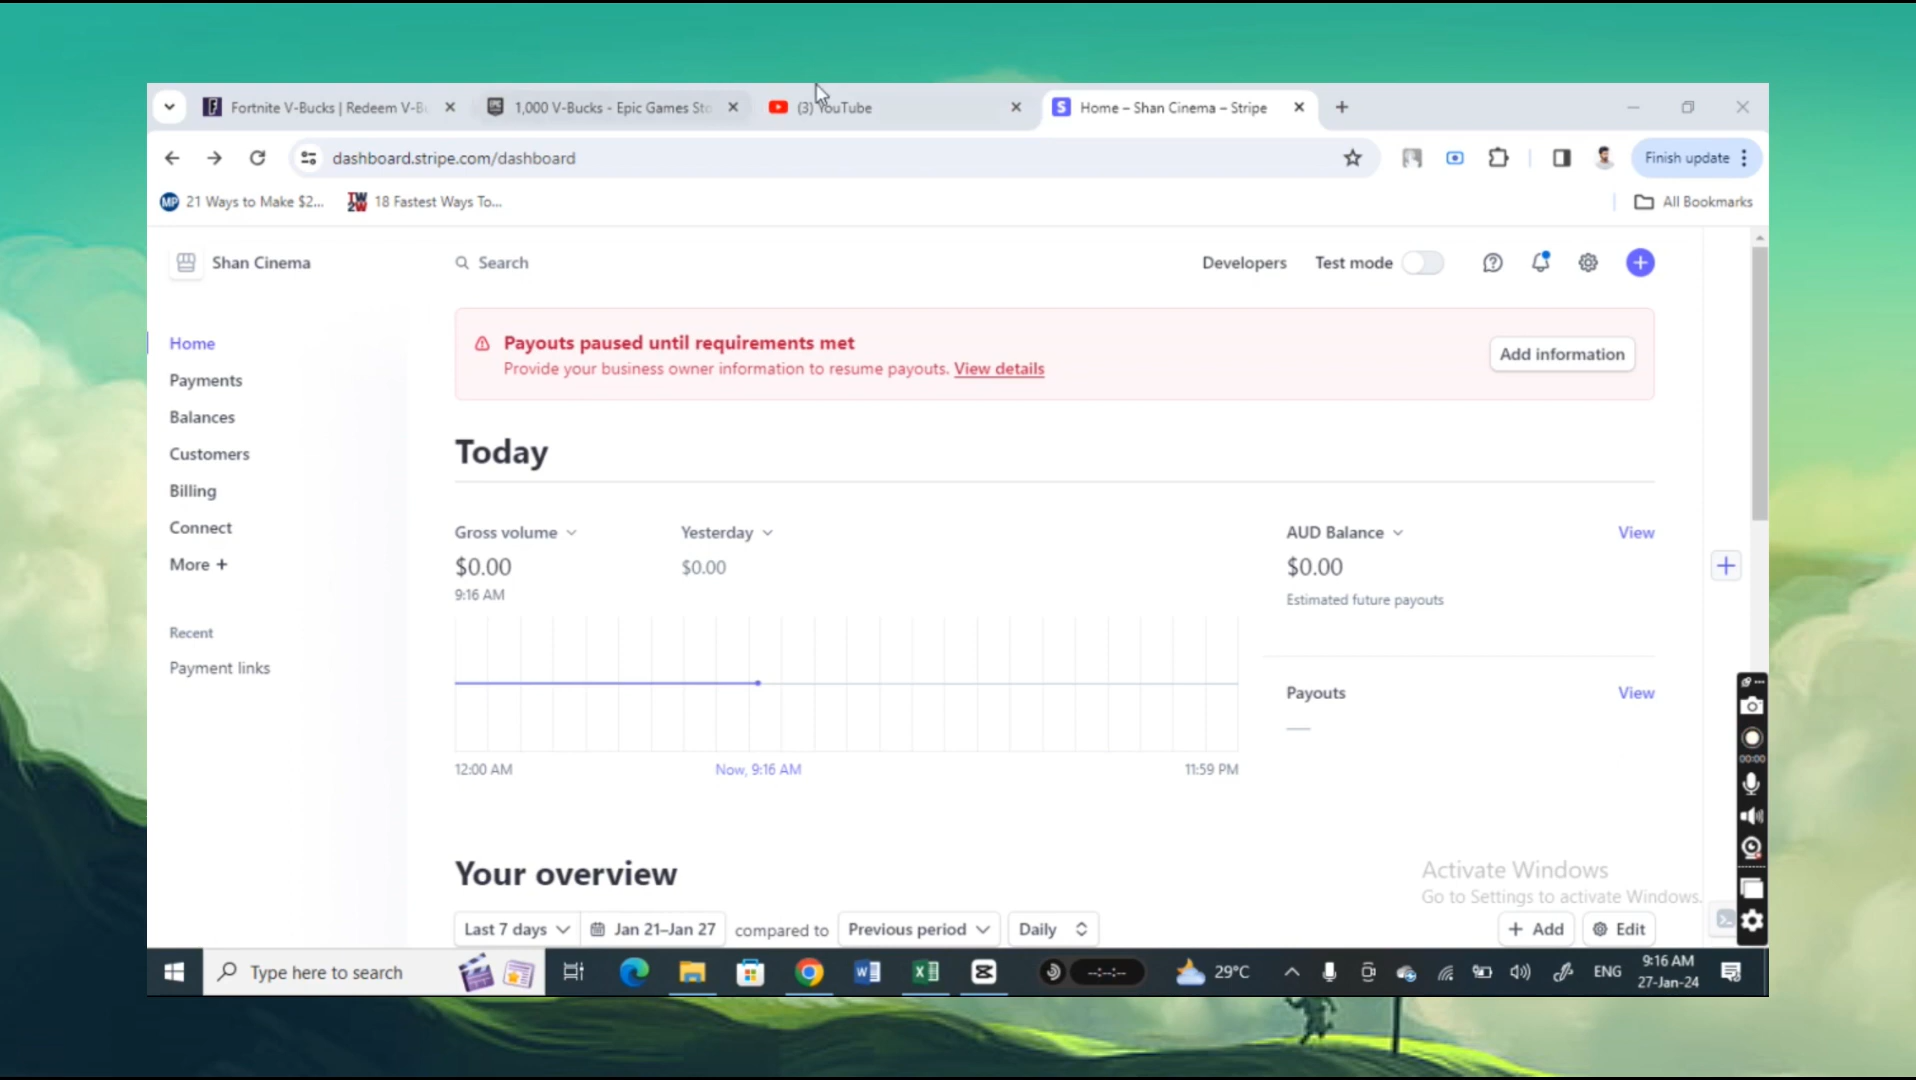 Fortnite V-Bucks | Redeem V-Bu
1,000 V-Bucks - Epic Games Sto
(3) YouTube
Home – Shan Cinema – Stripe
dashboard.stripe.com/dashboard
Finish update
21 Ways to Make $2...
18 Fastest Ways To...
All Bookmarks
Shan Cinema
Search
Developers
Test mode
Payouts paused until requirements met
Provide your business owner information to resume payouts. View details
Add information
Home
Payments
Balances
Customers
Billing
Connect
More +
Recent
Payment links
Today
Gross volume
$0.00
9:16 AM
Yesterday
$0.00
AUD Balance
View
$0.00
Estimated future payouts
Payouts
View
—
12:00 AM
Now, 9:16 AM
11:59 PM
Your overview
Last 7 days
Jan 21–Jan 27
compared to
Previous period
Daily
+ Add
Edit
Activate Windows
Go to Settings to activate Windows.
00:00
Type here to search
--:--:--
29°C
ENG
9:16 AM
27-Jan-24